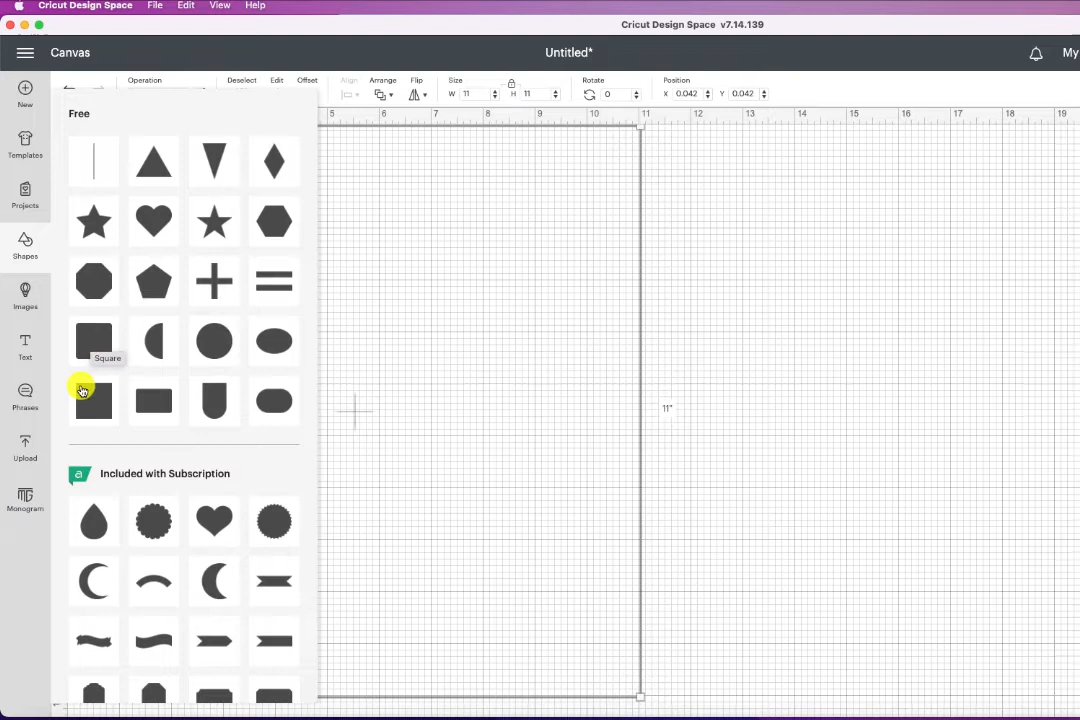 Cricut Design Space File Edit View Help
Cricut Design Space v7.14.139
Canvas
Untitled*
My
Operation Deselect Edit Offset Align Arrange Flip Size Rotate Position
W 11 H 11 0 X 0.042 Y 0.042
5 6 7 8 9 10 11 12 13 14 15 16 17 18 19
New
Templates
Projects
Shapes
Images
Text
Phrases
Upload
Monogram
Free
Square
11"
a Included with Subscription